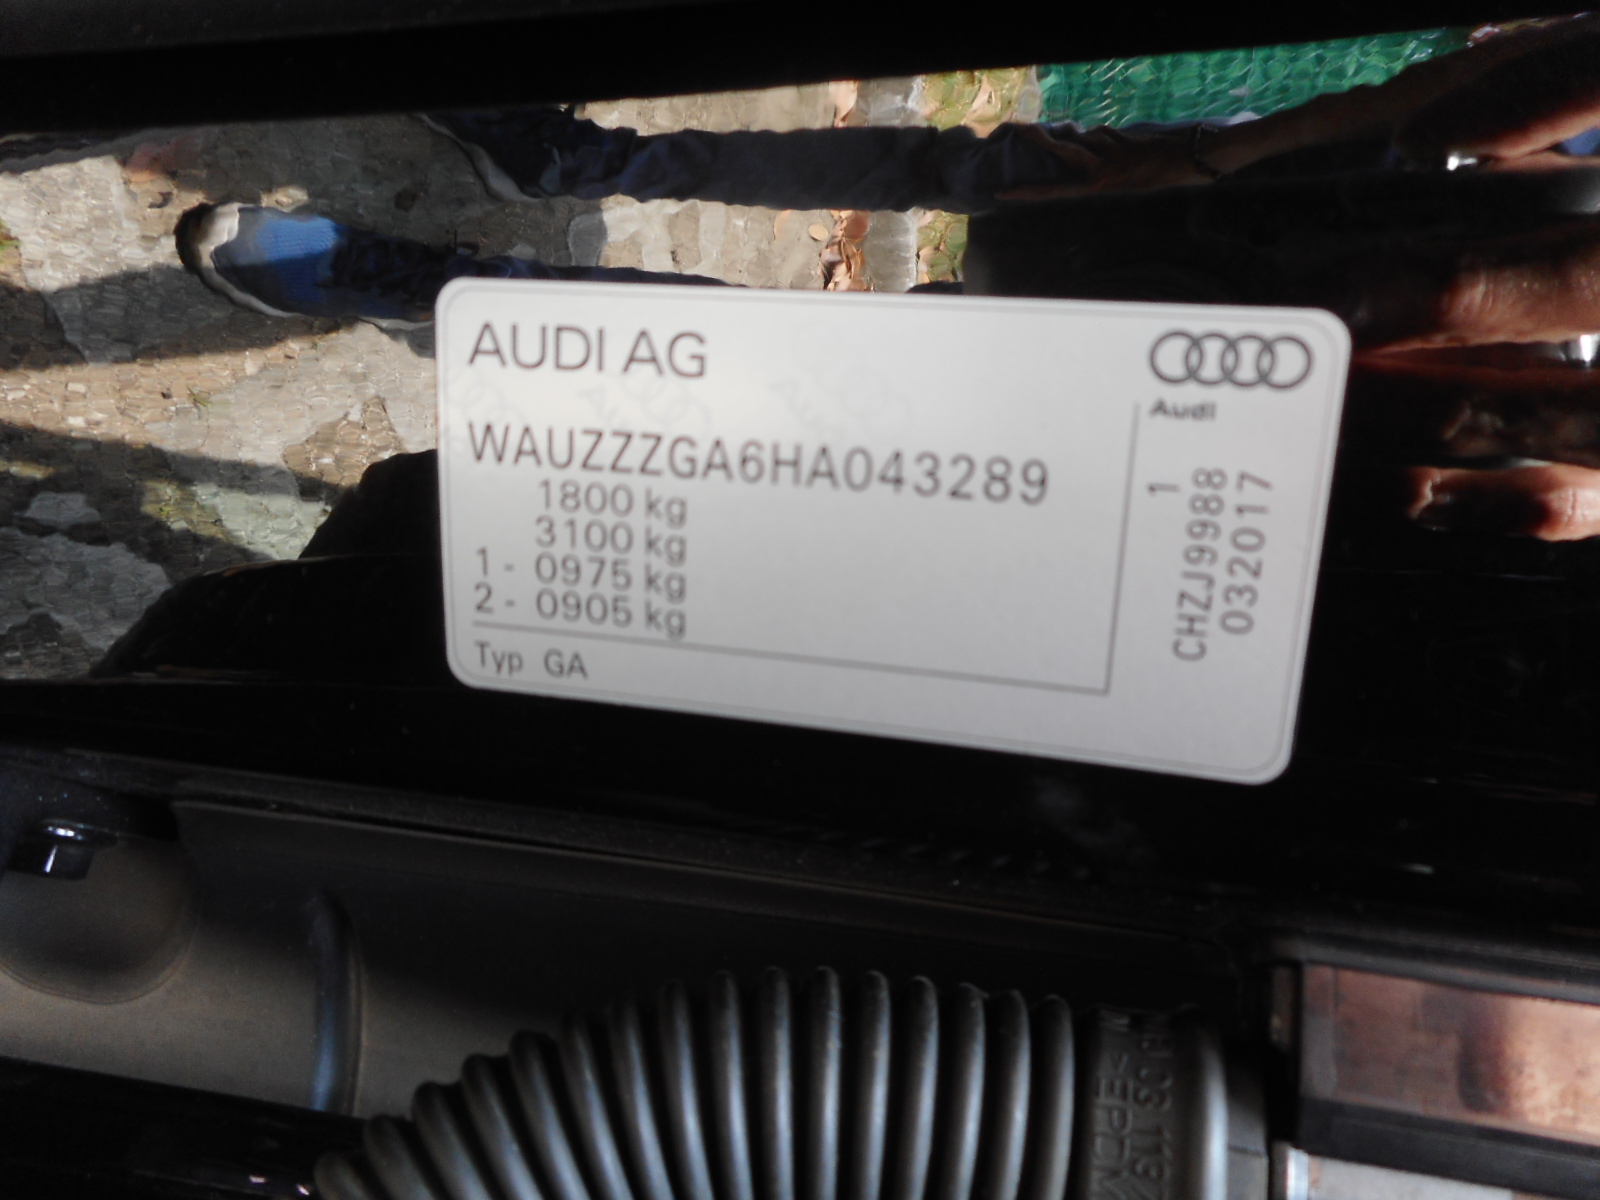 AUDI AG
Audi
WAUZZZGA6HA043289
1800 kg
3100 kg
1 - 0975 kg
2 - 0905 kg
Typ GA
1
CHZJ9988
032017
>EPDM